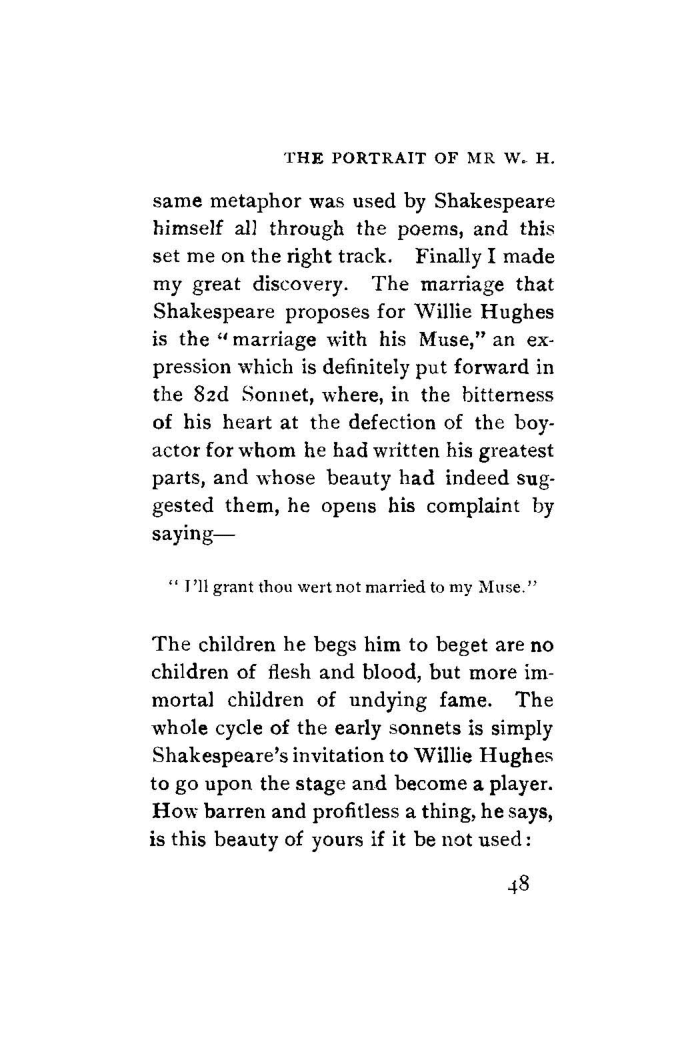 THE PORTRAIT OF MR W. H.
same metaphor was used by Shakespeare
himself all through the poems, and this
set me on the right track. Finally I made
my great discovery. The marriage that
Shakespeare proposes for Willie Hughes
is the “marriage with his Muse,” an ex-
pression which is definitely put forward in
the 82d Sonnet, where, in the bitterness
of his heart at the defection of the boy-
actor for whom he had written his greatest
parts, and whose beauty had indeed sug-
gested them, he opens his complaint by
saying—
“I’ll grant thou wert not married to my Muse.”
The children he begs him to beget are no
children of flesh and blood, but more im-
mortal children of undying fame. The
whole cycle of the early sonnets is simply
Shakespeare’s invitation to Willie Hughes
to go upon the stage and become a player.
How barren and profitless a thing, he says,
is this beauty of yours if it be not used:
48